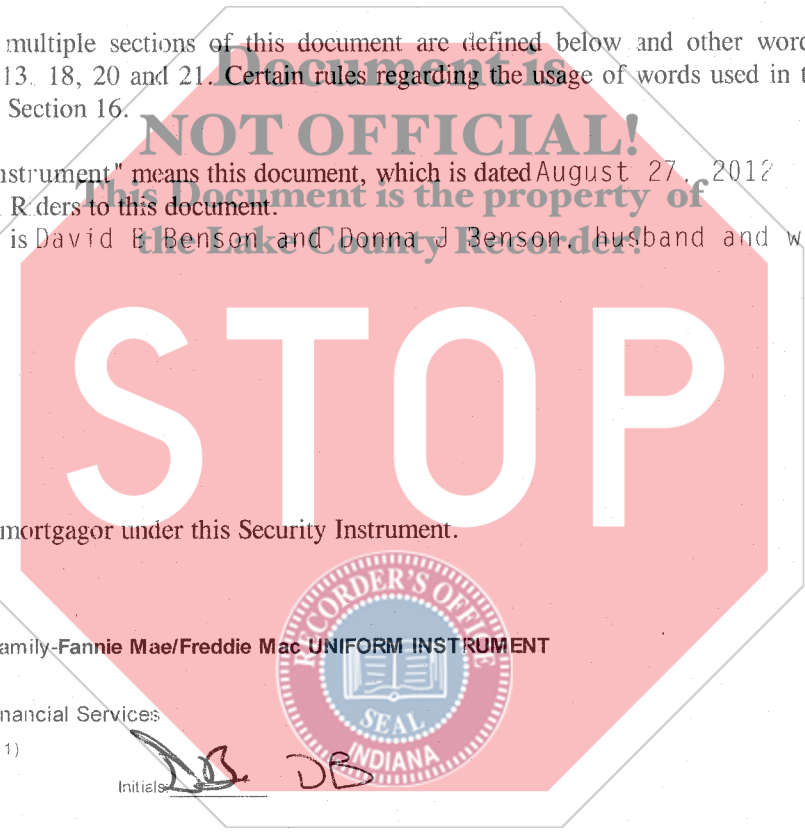 multiple sections of this document are defined below and other word
13, 18, 20 and 21. Certain rules regarding the usage of words used in t
Section 16.
Document is
NOT OFFICIAL!
This Document is the property of
the Lake County Recorder!
nstrument" means this document, which is dated August 27, 2012
Riders to this document.
is David E Benson and Donna J Benson, husband and w
STOP
mortgagor under this Security Instrument.
RECORDER'S OFFICE
SEAL
INDIANA
amily-Fannie Mae/Freddie Mac UNIFORM INSTRUMENT
nancial Services
1)
Initials: D.B. DB